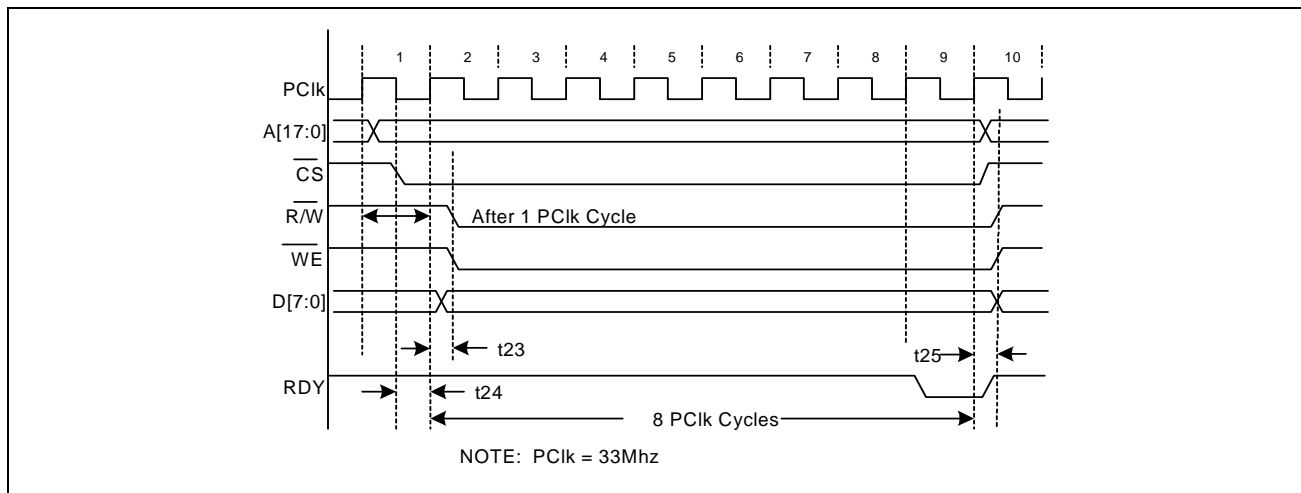 1 2 3 4 5 6 7 8 9 10
PClk
A[17:0]
CS
R/W
After 1 PClk Cycle
WE
D[7:0]
t23
t25
RDY
t24
8 PClk Cycles
NOTE: PClk = 33Mhz